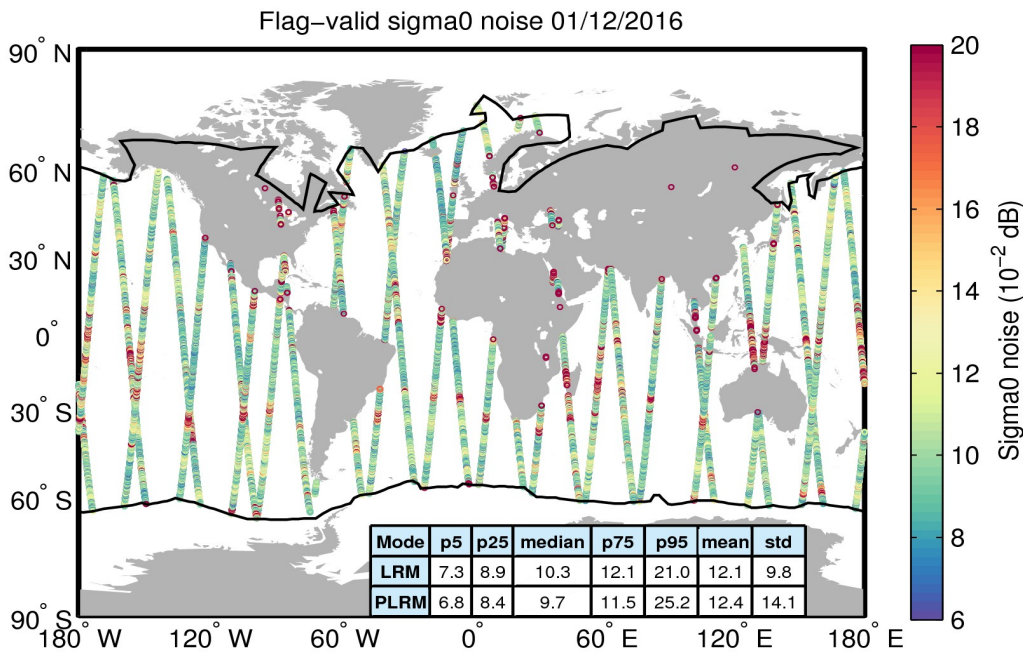 Flag−valid sigma0 noise 01/12/2016
90° N
60° N
30° N
0°
30° S
60° S
90° S
180° W
120° W
60° W
0°
60° E
120° E
180° E
Mode p5 p25 median p75 p95 mean std
LRM 7.3 8.9 10.3 12.1 21.0 12.1 9.8
PLRM 6.8 8.4 9.7 11.5 25.2 12.4 14.1
20
18
16
14
12
10
8
6
Sigma0 noise (10⁻² dB)